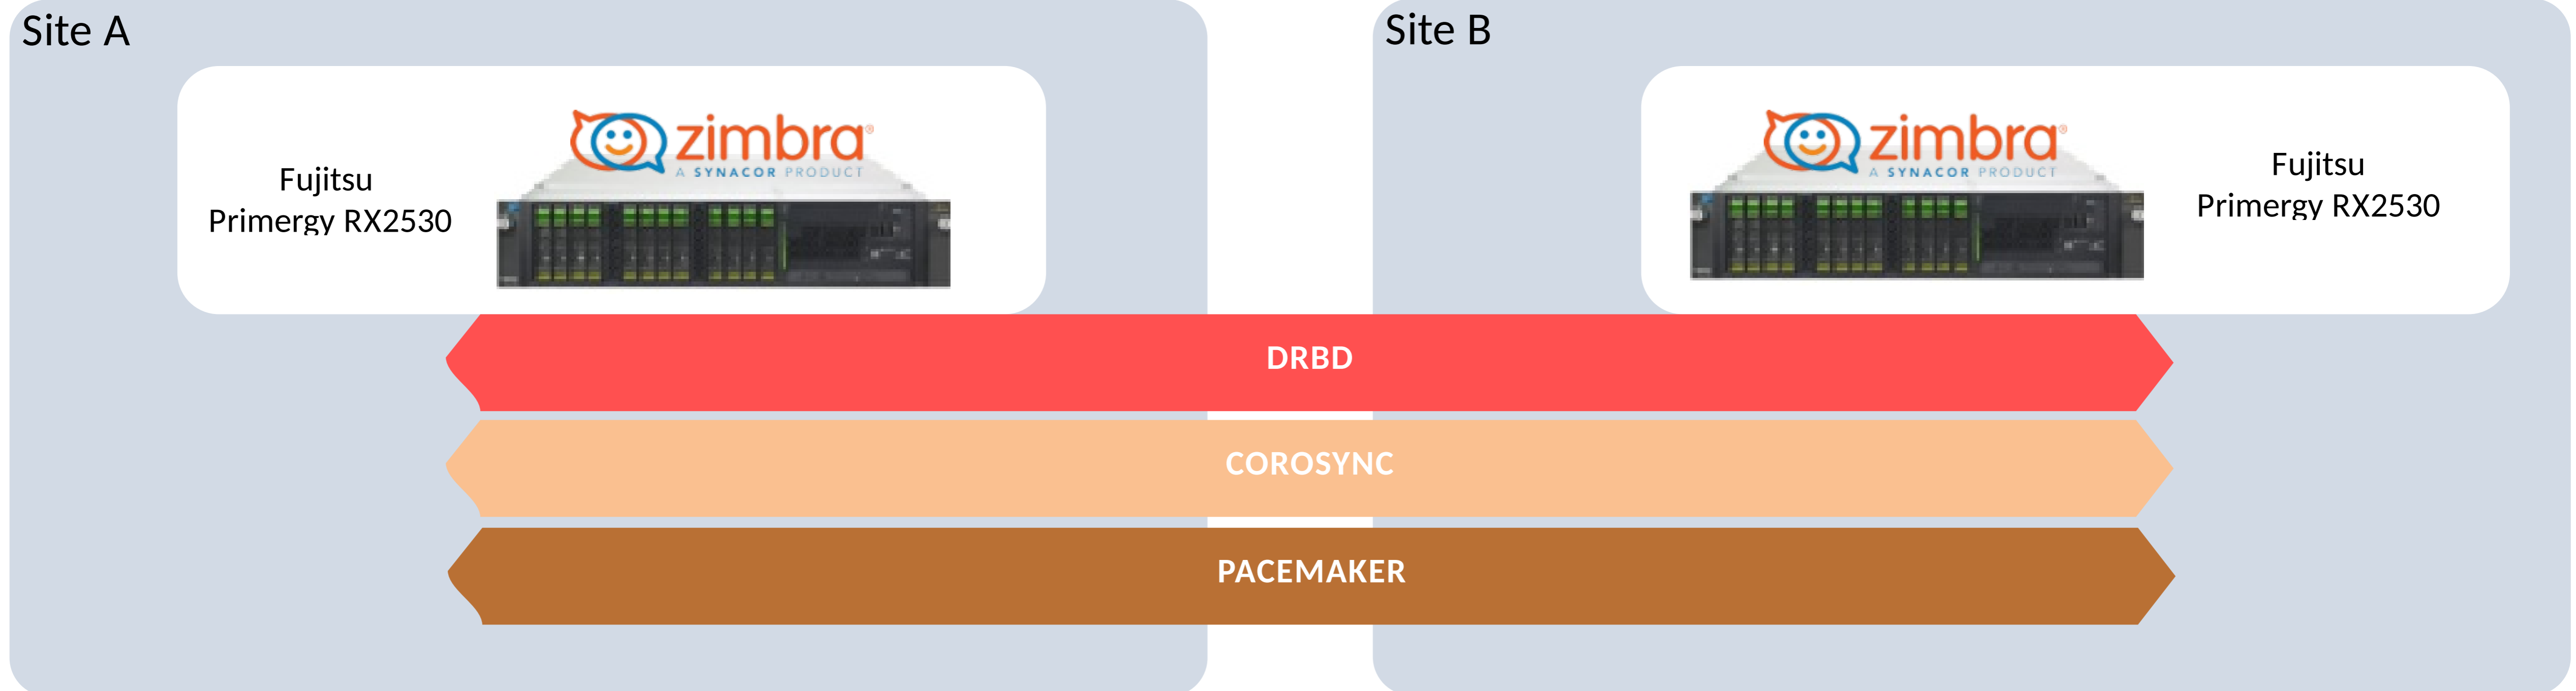 Site A
Site B
zimbra®
A SYNACOR PRODUCT
Fujitsu
Primergy RX2530
zimbra®
A SYNACOR PRODUCT
Fujitsu
Primergy RX2530
DRBD
COROSYNC
PACEMAKER